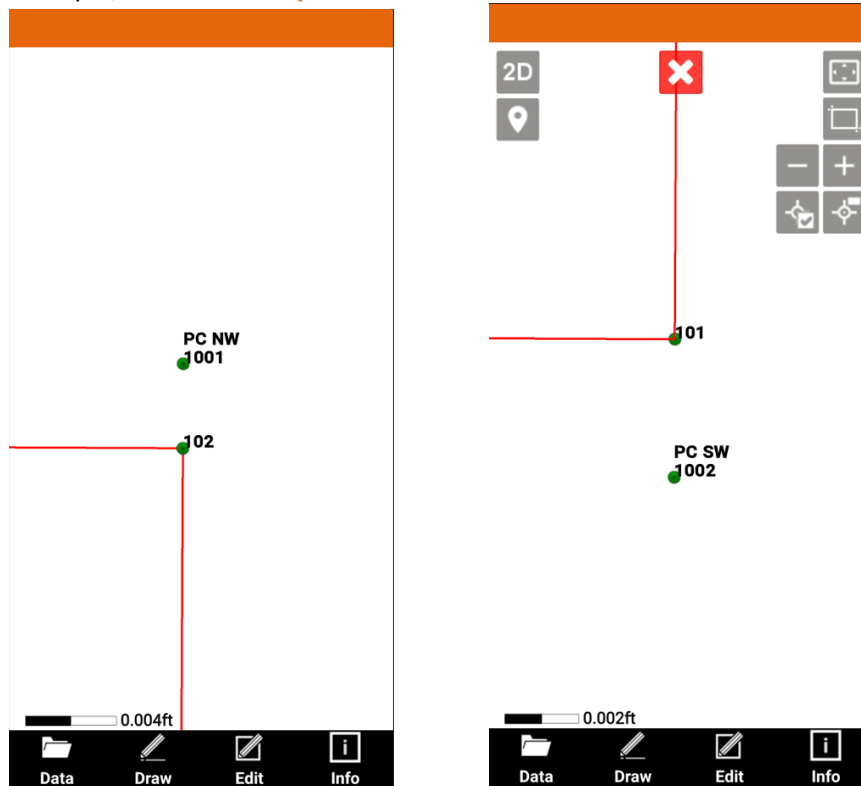 PC NW
1001
102
0.004ft
Data Draw Edit Info
2D
101
PC SW
1002
0.002ft
Data Draw Edit Info